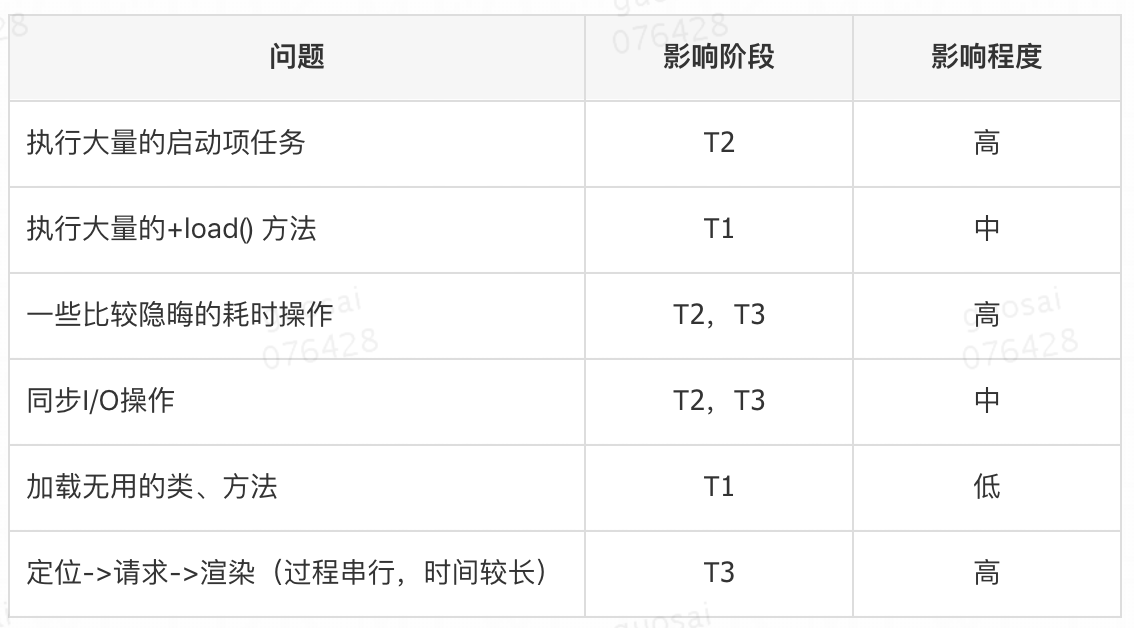 问题 影响阶段 影响程度
执行大量的启动项任务 T2 高
执行大量的+load() 方法 T1 中
一些比较隐晦的耗时操作 T2，T3 高
同步I/O操作 T2，T3 中
加载无用的类、方法 T1 低
定位->请求->渲染（过程串行，时间较长） T3 高
guosai
076428